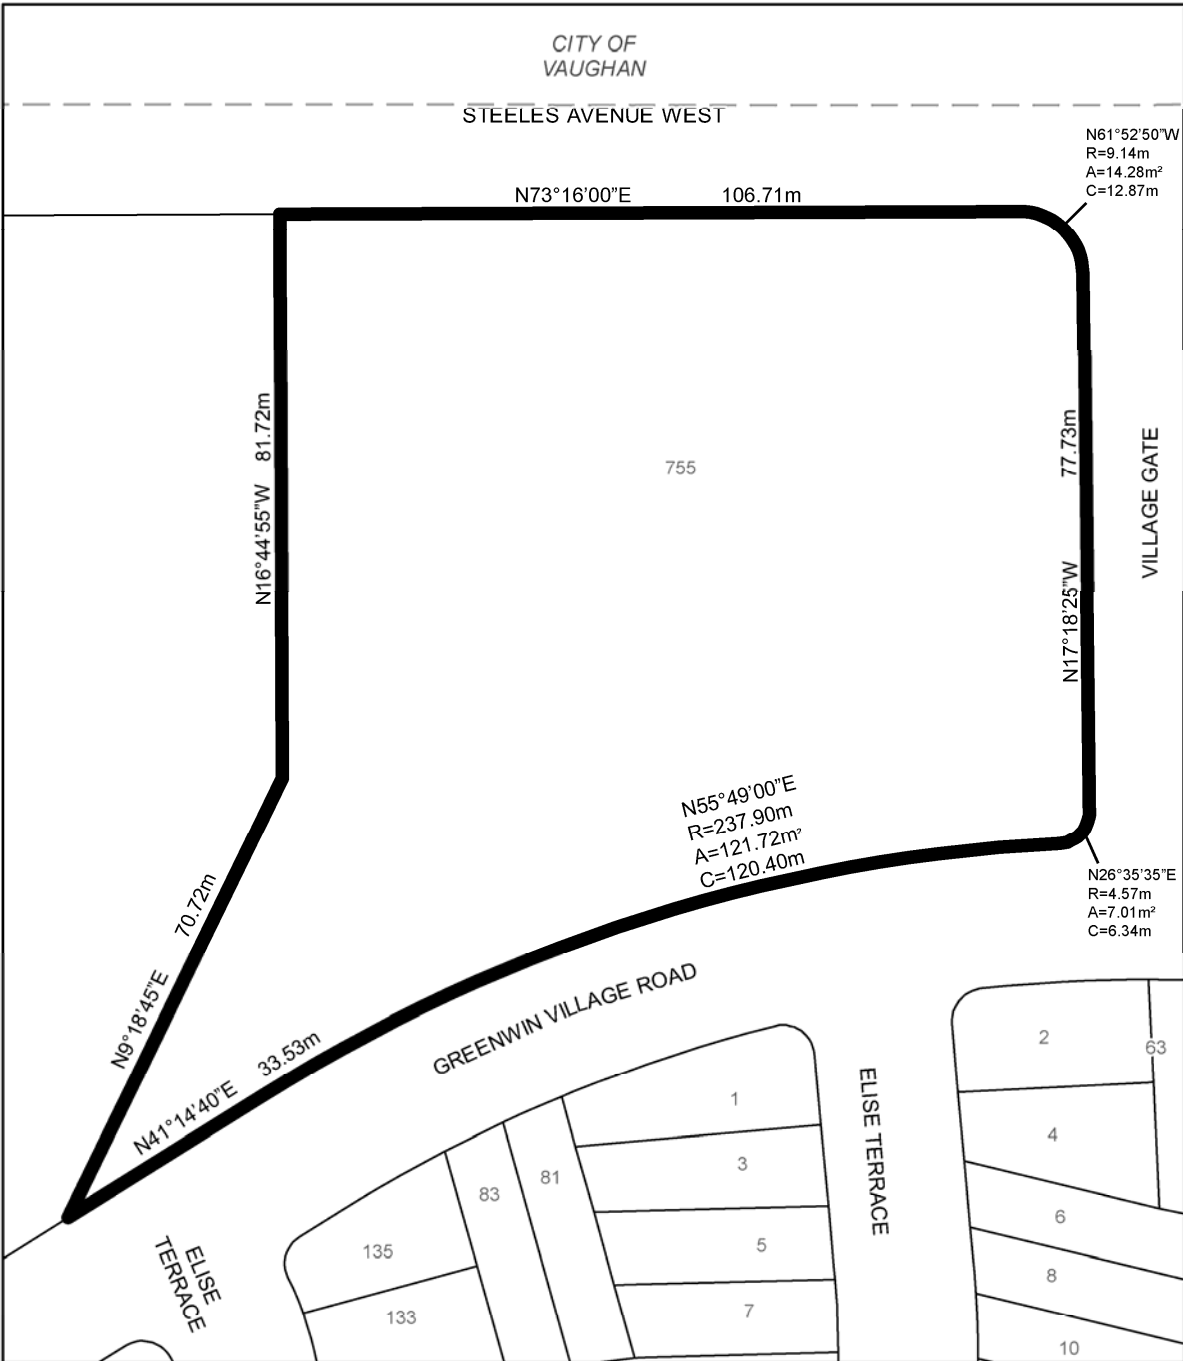 CITY OF
VAUGHAN
STEELES AVENUE WEST
N61°52'50”W
R=9.14m
A=14.28m²
C=12.87m
N73°16'00”E 106.71m
N16°44'55”W 81.72m
755
77.73m
N17°18'25”W
VILLAGE GATE
N55°49'00”E
R=237.90m
A=121.72m²
C=120.40m
N26°35'35”E
R=4.57m
A=7.01m²
C=6.34m
N9°18'45”E 70.72m
N41°14'40”E 33.53m
GREENWIN VILLAGE ROAD
ELISE TERRACE
ELISE
TERRACE
2
63
1
4
3
81
83
6
5
135
8
7
133
10